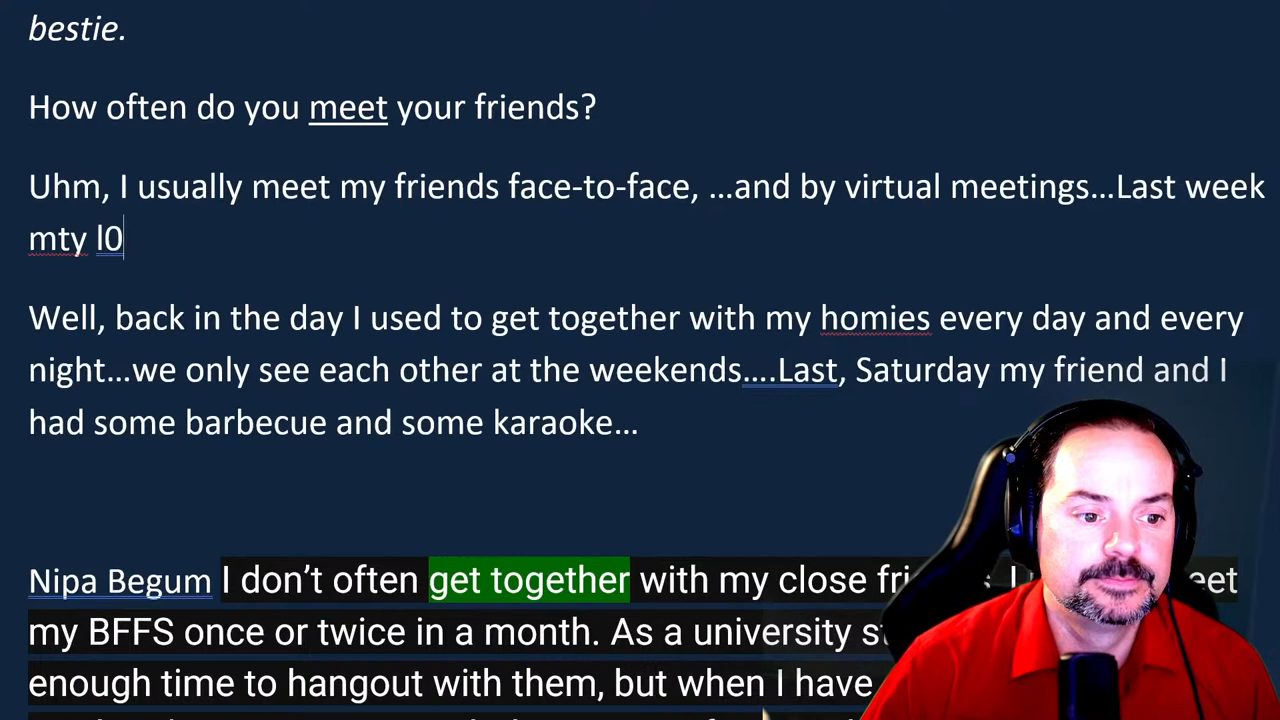 bestie.
How often do you meet your friends?
Uhm, I usually meet my friends face-to-face, …and by virtual meetings…Last week
mty l0
Well, back in the day I used to get together with my homies every day and every
night…we only see each other at the weekends….Last, Saturday my friend and I
had some barbecue and some karaoke…
Nipa Begum I don’t often get together with my close
my BFFS once or twice in a month. As a university
enough time to hangout with them, but when I have